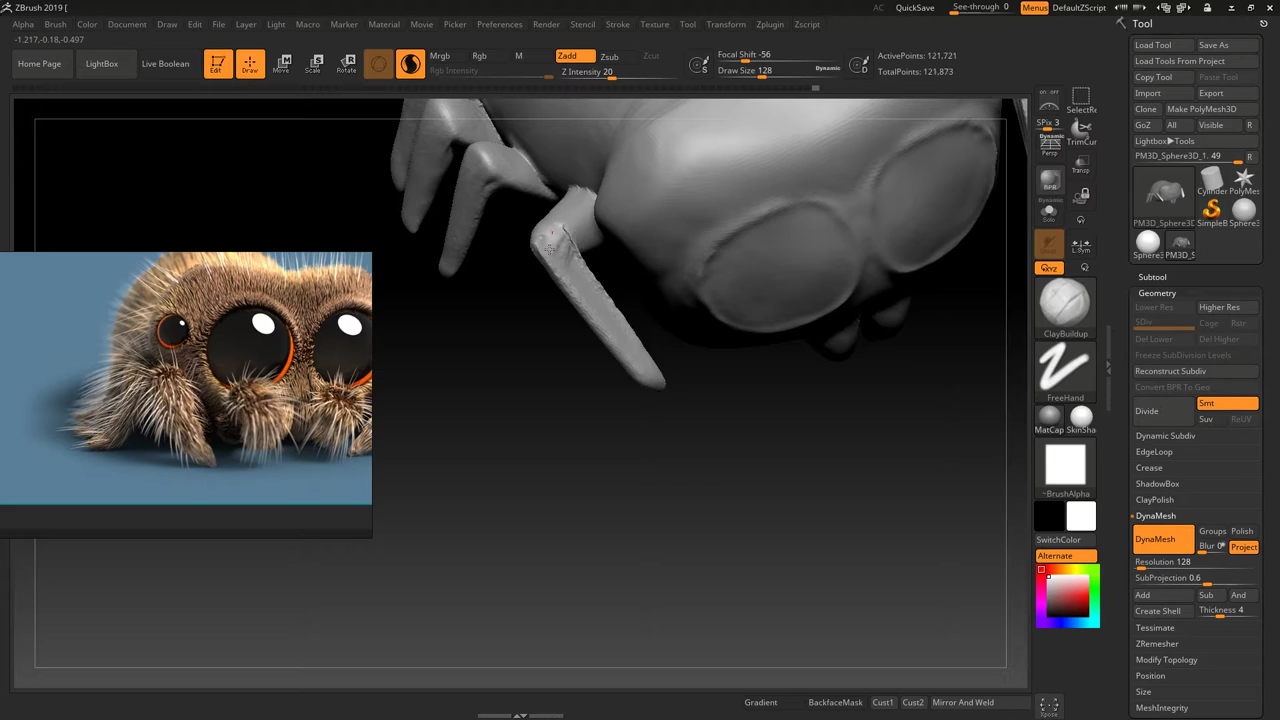 ZBrush 2019 [
AC QuickSave See-through 0 Menus DefaultZScript
Alpha Brush Color Document Draw Edit File Layer Light Macro Marker Material Movie Picker Preferences Render Stencil Stroke Texture Tool Transform Zplugin Zscript
-1.217,-0.18,-0.497
Home Page LightBox Live Boolean Edit Draw Move Scale Rotate
Mrgb Rgb M Zadd Zsub Zcut
Rgb Intensity Z Intensity 20
Focal Shift -56
Draw Size 128 Dynamic
S D
ActivePoints: 121,721
TotalPoints: 121,873
SPix 3
Dynamic
Persp
BPR
Dynamic
Solo
XYZ
SelectRe
TrimCur
Transp
L.Sym
ClayBuildup
FreeHand
MatCap SkinSha
~BrushAlpha
SwitchColor
Alternate
Tool
Load Tool Save As
Load Tools From Project
Copy Tool Paste Tool
Import Export
Clone Make PolyMesh3D
GoZ All Visible R
Lightbox▶Tools
PM3D_Sphere3D_1. 49 R
PM3D_Sphere3D Cylinder PolyMes
SimpleB Sphere3
Sphere3 PM3D_S
Subtool
Geometry
Lower Res Higher Res
SDiv Cage Rstr
Del Lower Del Higher
Freeze SubDivision Levels
Reconstruct Subdiv
Convert BPR To Geo
Divide Smt
Suv ReUV
Dynamic Subdiv
EdgeLoop
Crease
ShadowBox
ClayPolish
DynaMesh
DynaMesh Groups Polish
Blur 0 Project
Resolution 128
SubProjection 0.6
Add Sub And
Create Shell Thickness 4
Tessimate
ZRemesher
Modify Topology
Position
Size
MeshIntegrity
Gradient BackfaceMask Cust1 Cust2 Mirror And Weld
Xpose